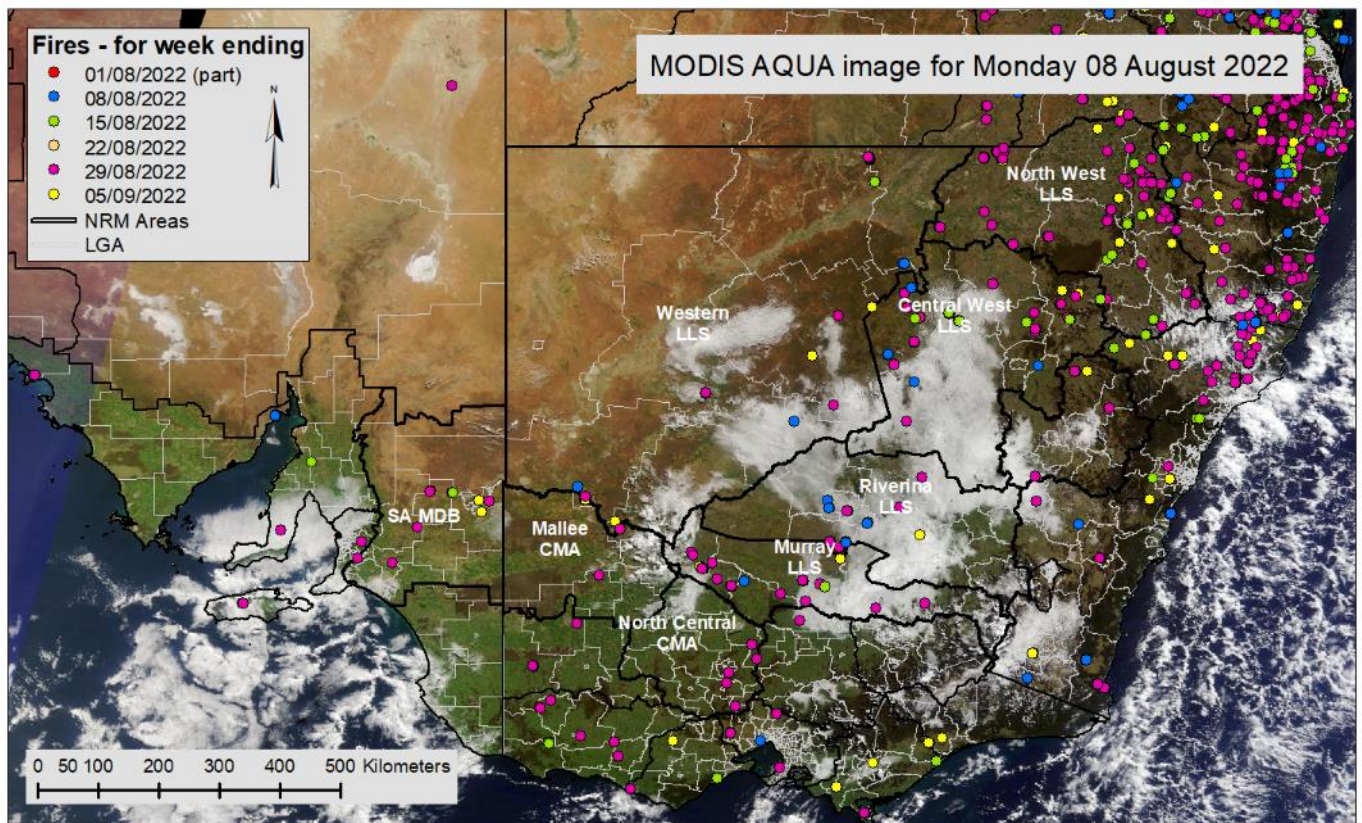 Fires - for week ending
01/08/2022 (part)
08/08/2022
15/08/2022
22/08/2022
29/08/2022
05/09/2022
NRM Areas
LGA
N
MODIS AQUA image for Monday 08 August 2022
North West
LLS
Western
LLS
Central West
LLS
Riverina
LLS
SA MDB
Mallee
CMA
Murray
LLS
North Central
CMA
0 50 100 200 300 400 500 Kilometers